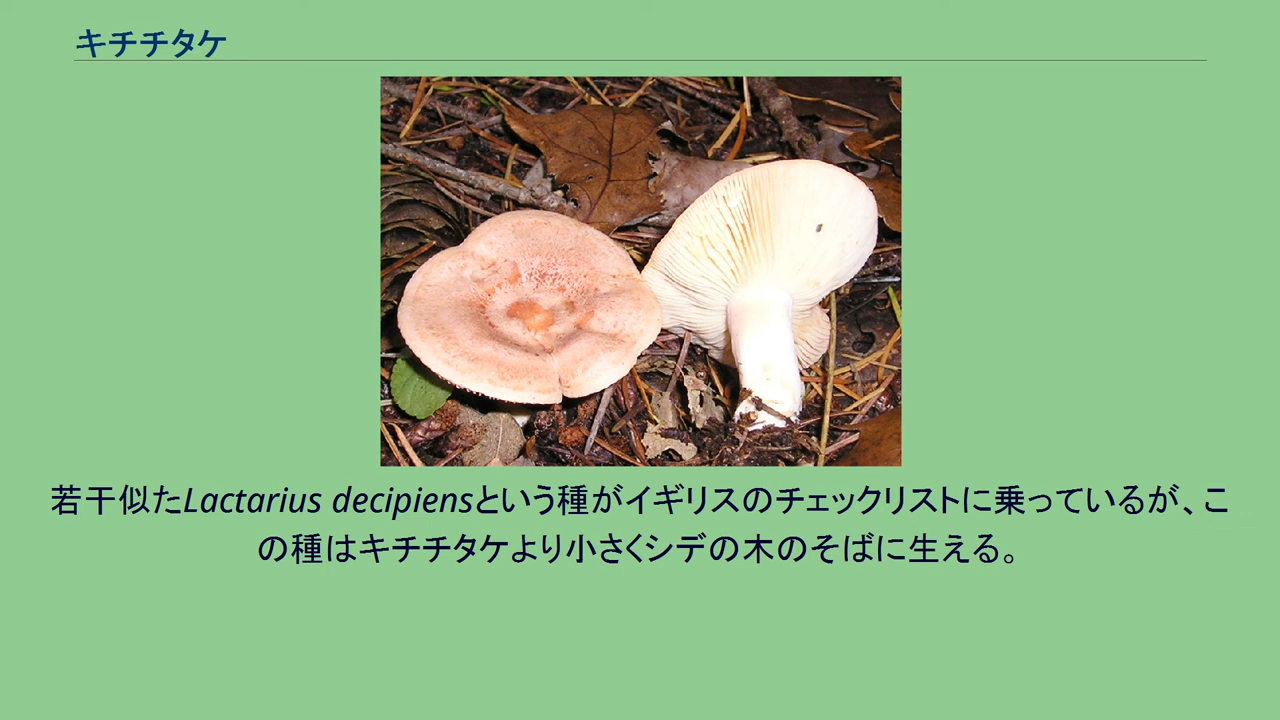 キチチタケ
若干似たLactarius decipiensという種がイギリスのチェックリストに乗っているが、こ
の種はキチチタケより小さくシデの木のそばに生える。